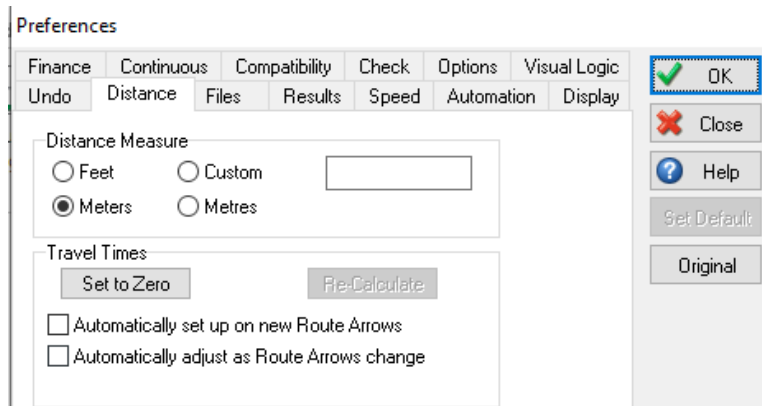 Preferences
Finance Continuous Compatibility Check Options Visual Logic
Undo Distance Files Results Speed Automation Display
Distance Measure
Feet Custom
Meters Metres
Travel Times
Set to Zero Re-Calculate
Automatically set up on new Route Arrows
Automatically adjust as Route Arrows change
OK
Close
Help
Set Default
Original